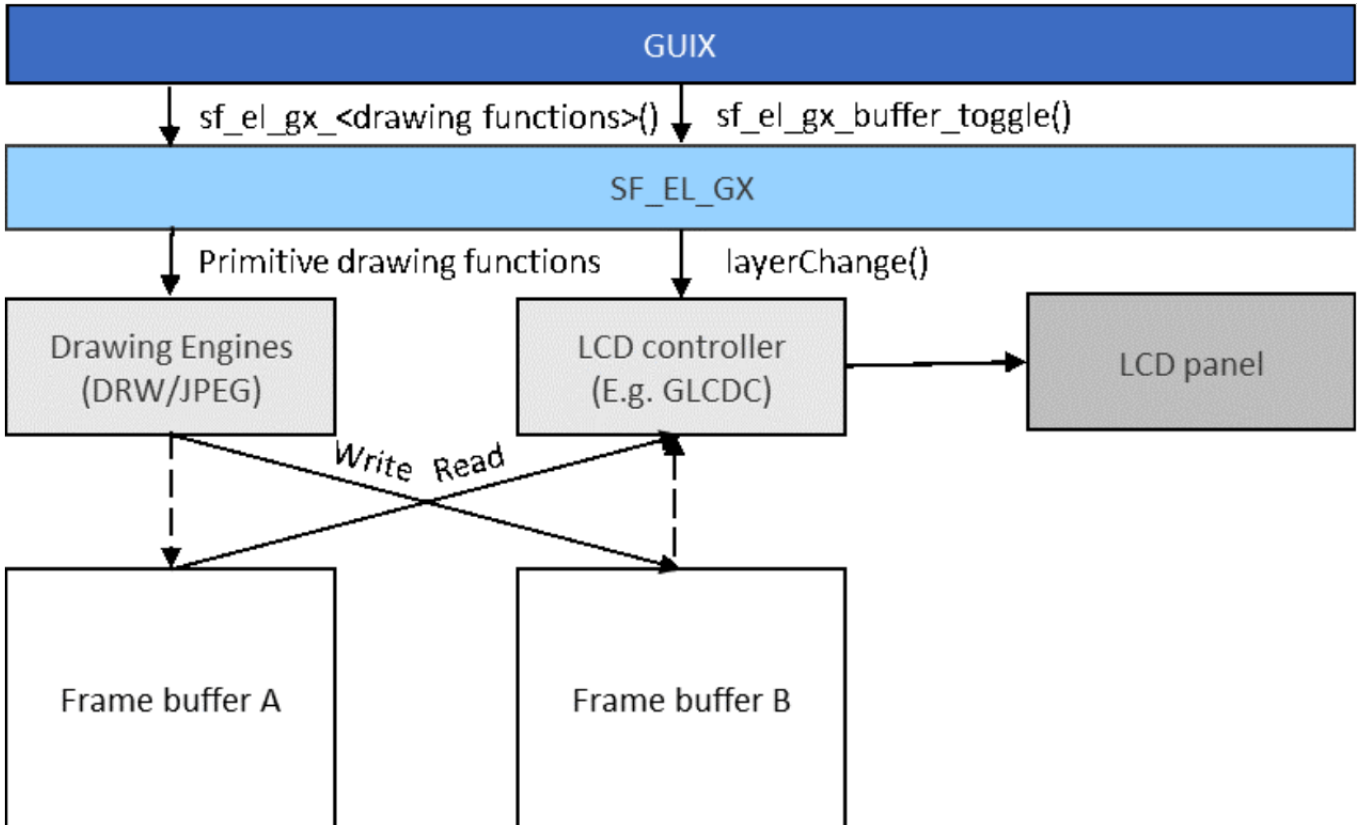 GUIX
sf_el_gx_<drawing functions>()
sf_el_gx_buffer_toggle()
SF_EL_GX
Primitive drawing functions
layerChange()
Drawing Engines
(DRW/JPEG)
LCD controller
(E.g. GLCDC)
LCD panel
Write
Read
Frame buffer A
Frame buffer B